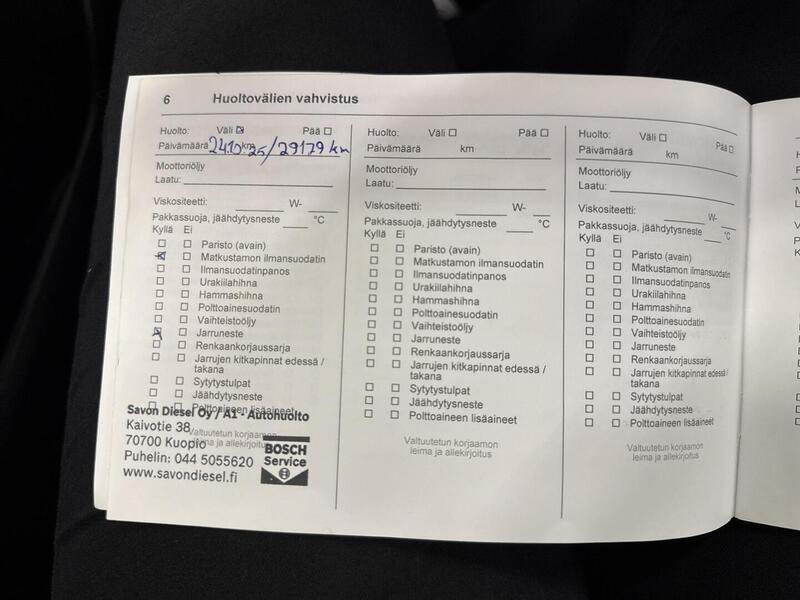 6 Huoltovälien vahvistus
Huolto: Väli ☒ Pää ☐
Päivämäärä 24.10.25/29179 km
Moottoriöljy
Laatu:
Viskositeetti: W-
Pakkassuoja, jäähdytysneste °C
Kyllä Ei
☐ ☐ Paristo (avain)
☒ ☐ Matkustamon ilmansuodatin
☐ ☐ Ilmansuodatinpanos
☐ ☐ Urakiilahihna
☐ ☐ Hammashihna
☐ ☐ Polttoainesuodatin
☐ ☐ Vaihteistoöljy
☒ ☐ Jarruneste
☐ ☐ Renkaankorjaussarja
☐ ☐ Jarrujen kitkapinnat edessä /
takana
☐ ☐ Sytytystulpat
☐ ☐ Jäähdytysneste
☐ ☐ Polttoaineen lisäaineet
Valtuutetun korjaamon
leima ja allekirjoitus
Savon Diesel Oy / A1 - Autohuolto
Kaivotie 38
70700 Kuopio
Puhelin: 044 5055620
www.savondiesel.fi
BOSCH
Service
Huolto: Väli ☐ Pää ☐
Päivämäärä km
Moottoriöljy
Laatu:
Viskositeetti: W-
Pakkassuoja, jäähdytysneste °C
Kyllä Ei
☐ ☐ Paristo (avain)
☐ ☐ Matkustamon ilmansuodatin
☐ ☐ Ilmansuodatinpanos
☐ ☐ Urakiilahihna
☐ ☐ Hammashihna
☐ ☐ Polttoainesuodatin
☐ ☐ Vaihteistoöljy
☐ ☐ Jarruneste
☐ ☐ Renkaankorjaussarja
☐ ☐ Jarrujen kitkapinnat edessä /
takana
☐ ☐ Sytytystulpat
☐ ☐ Jäähdytysneste
☐ ☐ Polttoaineen lisäaineet
Valtuutetun korjaamon
leima ja allekirjoitus
Huolto: Väli ☐ Pää ☐
Päivämäärä km
Moottoriöljy
Laatu:
Viskositeetti: W-
Pakkassuoja, jäähdytysneste °C
Kyllä Ei
☐ ☐ Paristo (avain)
☐ ☐ Matkustamon ilmansuodatin
☐ ☐ Ilmansuodatinpanos
☐ ☐ Urakiilahihna
☐ ☐ Hammashihna
☐ ☐ Polttoainesuodatin
☐ ☐ Vaihteistoöljy
☐ ☐ Jarruneste
☐ ☐ Renkaankorjaussarja
☐ ☐ Jarrujen kitkapinnat edessä /
takana
☐ ☐ Sytytystulpat
☐ ☐ Jäähdytysneste
☐ ☐ Polttoaineen lisäaineet
Valtuutetun korjaamon
leima ja allekirjoitus